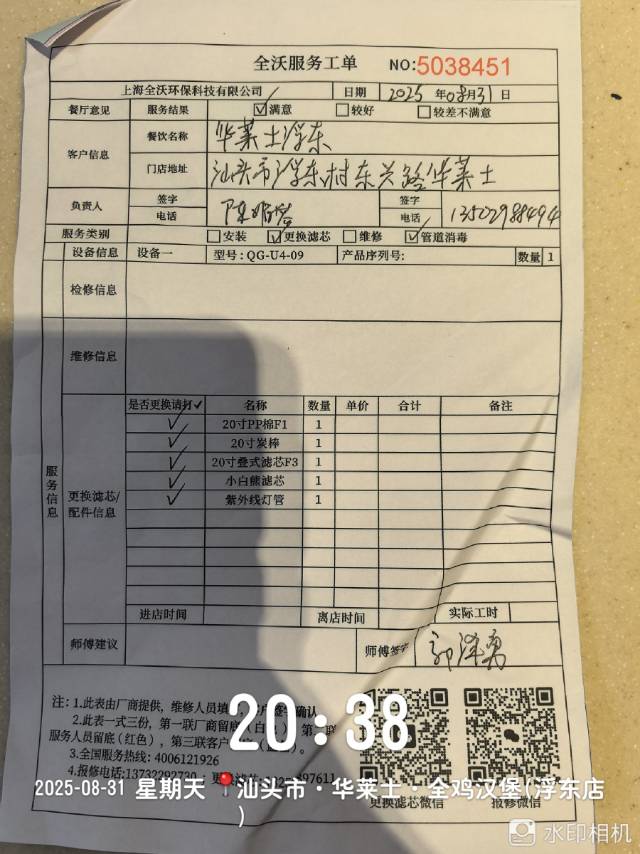 全沃服务工单 NO:5038451
上海全沃环保科技有限公司 日期 2025 年08月31日
餐厅意见 服务结果 ☑满意 ☐较好 ☐较差不满意
客户信息 餐饮名称 华莱士浮东
门店地址 汕头市浮东村东兴路华莱士
负责人 签字 签字
电话 电话 13502988494
服务类别 ☐安装 ☑更换滤芯 ☐维修 ☑管道消毒
设备信息 设备一 型号:QG-U4-09 产品序列号: 数量 1
检修信息
维修信息
服务信息
更换滤芯/配件信息
是否更换请打✓ 名称 数量 单价 合计 备注
✓ 20寸PP棉F1 1
✓ 20寸炭棒 1
✓ 20寸叠式滤芯F3 1
✓ 小白熊滤芯 1
✓ 紫外线灯管 1
进店时间 离店时间 实际工时
师傅建议 师傅签字
注:1.此表由厂商提供,维修人员填 确认
2.此表一式三份,第一联厂商留底(白 第二联
服务人员留底(红色),第三联客户
3.全国服务热线:4006121926
4.报修电话:13732292730
更换滤芯微信 报修微信
20:38
2025-08-31 星期天 汕头市·华莱士·全鸡汉堡(浮东店
)
水印相机